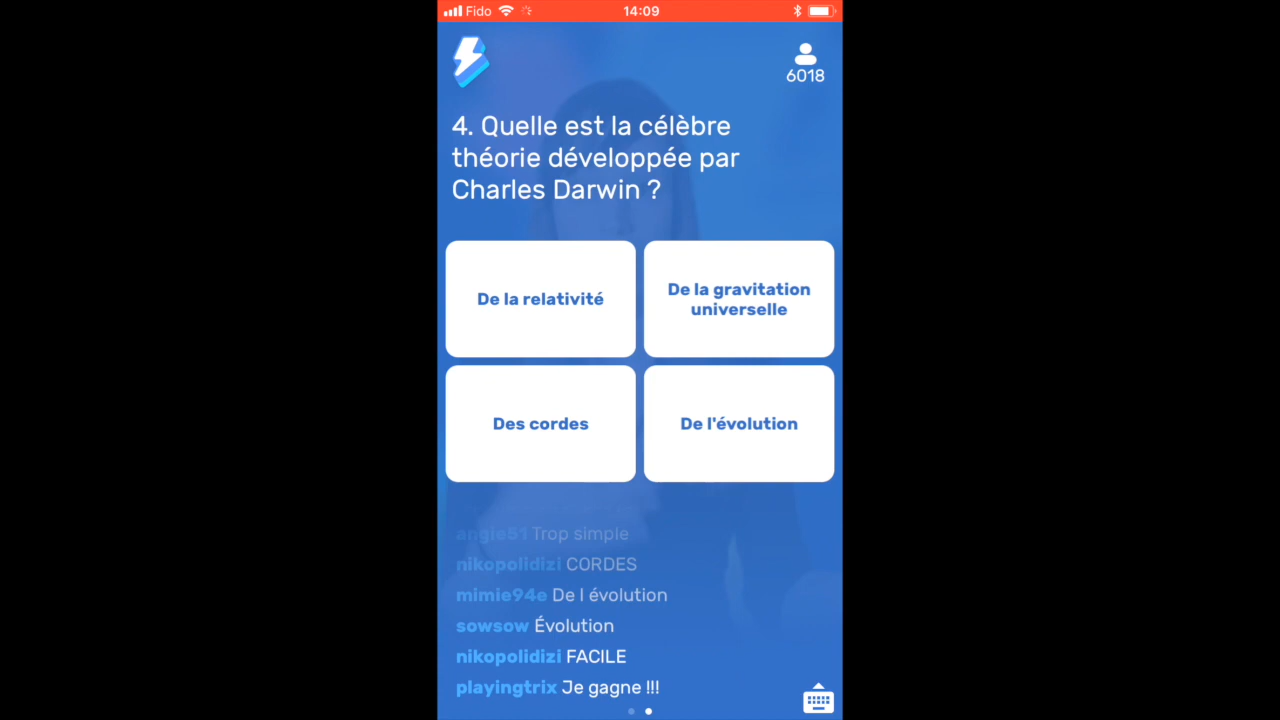 Fido 14:09
6018
4. Quelle est la célèbre
théorie développée par
Charles Darwin ?
De la relativité
De la gravitation
universelle
Des cordes
De l'évolution
angie51 Trop simple
nikopolidizi CORDES
mimie94e De l évolution
sowsow Évolution
nikopolidizi FACILE
playingtrix Je gagne !!!